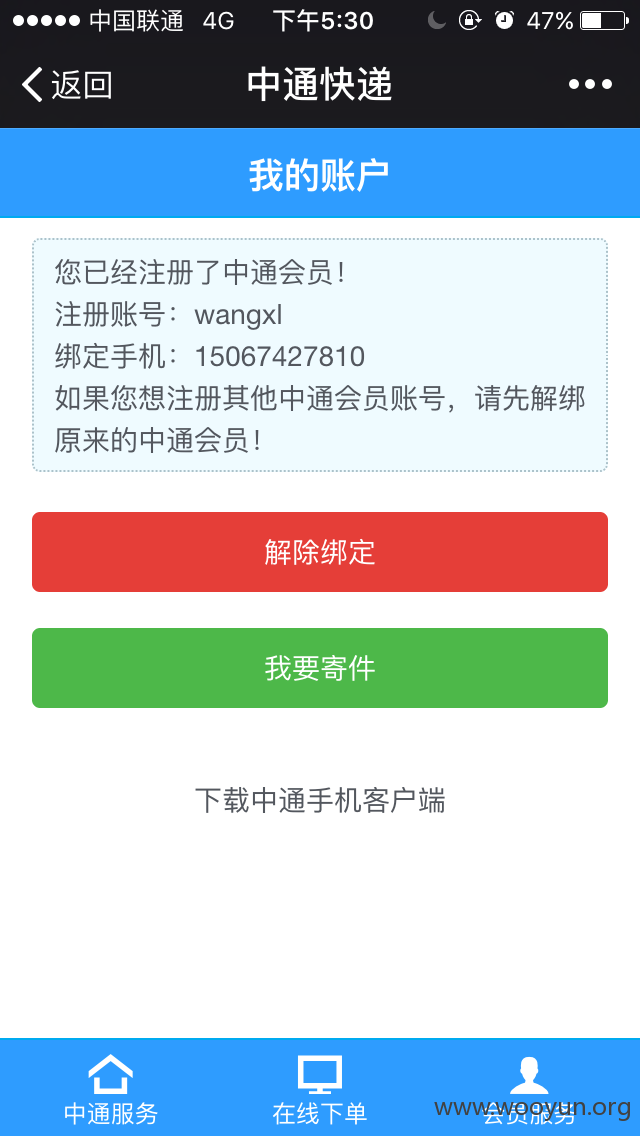 中国联通 4G 下午5:30 47%
返回 中通快递
我的账户
您已经注册了中通会员!
注册账号:wangxl
绑定手机:15067427810
如果您想注册其他中通会员账号,请先解绑
原来的中通会员!
解除绑定
我要寄件
下载中通手机客户端
中通服务 在线下单 会员服务
www.wooyun.org